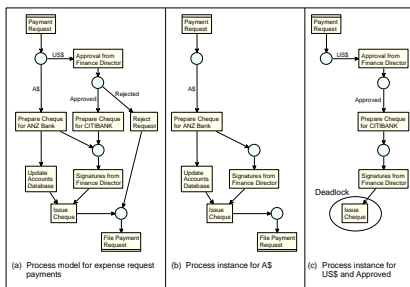 Payment
Request
US$
Approval from
Finance Director
A$
Approved
Rejected
Prepare Cheque
for ANZ Bank
Prepare Cheque
for CITIBANK
Reject
Request
Update
Accounts
Database
Signatures from
Finance Director
Issue
Cheque
File Payment
Request
(a) Process model for expense request
payments
Payment
Request
A$
Prepare Cheque
for ANZ Bank
Update
Accounts
Database
Signatures from
Finance Director
Issue
Cheque
File Payment
Request
(b) Process instance for A$
Payment
Request
US$
Approval from
Finance Director
Approved
Prepare Cheque
for CITIBANK
Signatures from
Finance Director
Deadlock
Issue
Cheque
(c) Process instance for
US$ and Approved